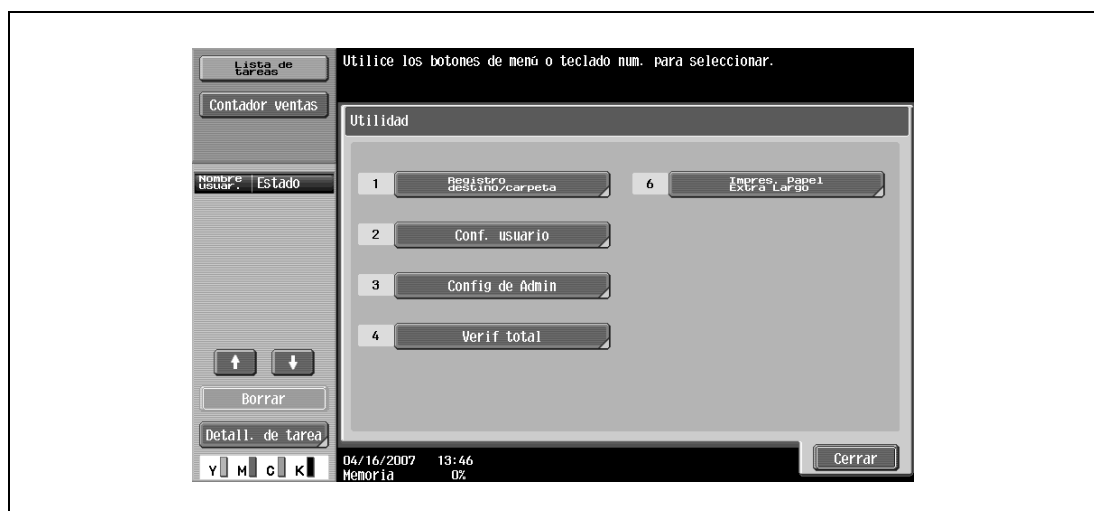 Lista de
tareas
Utilice los botones de menú o teclado num. para seleccionar.
Contador ventas
Utilidad
Nombre
usuar.
Estado
1
Registro
destino/carpeta
6
Impres. Papel
Extra Largo
2
Conf. usuario
3
Config de Admin
4
Verif total
Borrar
Detall. de tarea
Y M C K
04/16/2007 13:46
Memoria 0%
Cerrar